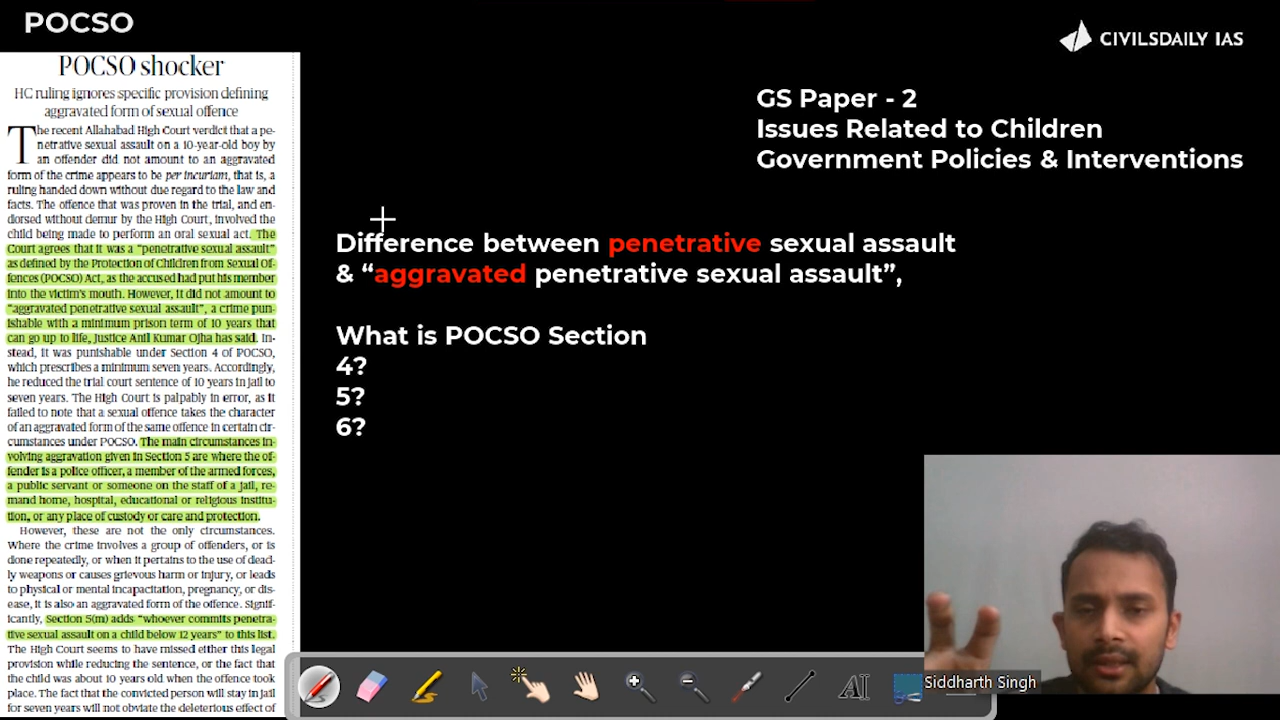 POCSO
CIVILSDAILY IAS
POCSO shocker
HC ruling ignores specific provision defining
aggravated form of sexual offence
The recent Allahabad High Court verdict that a pe-
netrative sexual assault on a 10-year-old boy by
an offender did not amount to an aggravated
form of the crime appears to be per incuriam, that is, a
ruling handed down without due regard to the law and
facts. The offence that was proven in the trial, and en-
dorsed without demur by the High Court, involved the
child being made to perform an oral sexual act. The
Court agrees that it was a “penetrative sexual assault”
as defined by the Protection of Children from Sexual Of-
fences (POCSO) Act, as the accused had put his member
into the victim’s mouth. However, it did not amount to
“aggravated penetrative sexual assault”, a crime pun-
ishable with a minimum prison term of 10 years that
can go up to life, Justice Anil Kumar Ojha has said. In-
stead, it was punishable under Section 4 of POCSO,
which prescribes a minimum seven years. Accordingly,
he reduced the trial court sentence of 10 years in jail to
seven years. The High Court is palpably in error, as it
failed to note that a sexual offence takes the character
of an aggravated form of the same offence in certain cir-
cumstances under POCSO. The main circumstances in-
volving aggravation given in Section 5 are where the of-
fender is a police officer, a member of the armed forces,
a public servant or someone on the staff of a jail, re-
mand home, hospital, educational or religious institu-
tion, or any place of custody or care and protection.
However, these are not the only circumstances.
Where the crime involves a group of offenders, or is
done repeatedly, or when it pertains to the use of dead-
ly weapons or causes grievous harm or injury, or leads
to physical or mental incapacitation, pregnancy, or dis-
ease, it is also an aggravated form of the offence. Signif-
icantly, Section 5(m) adds “whoever commits penetra-
tive sexual assault on a child below 12 years” to this list.
The High Court seems to have missed either this legal
provision while reducing the sentence, or the fact that
the child was about 10 years old when the offence took
place. The fact that the convicted person will stay in jail
for seven years will not obviate the deleterious effect of
GS Paper - 2
Issues Related to Children
Government Policies & Interventions
Difference between penetrative sexual assault
& “aggravated penetrative sexual assault”,
What is POCSO Section
4?
5?
6?
Siddharth Singh